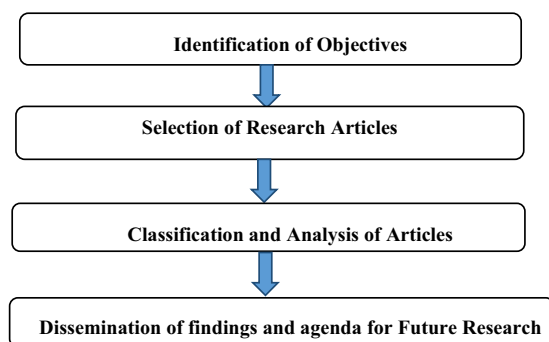 Identification of Objectives
Selection of Research Articles
Classification and Analysis of Articles
Dissemination of findings and agenda for Future Research